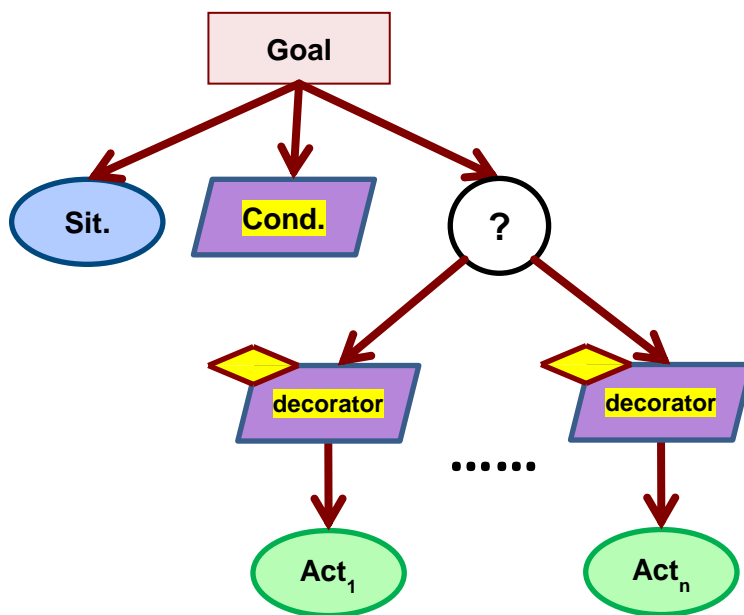 Goal
Sit.
Cond.
?
decorator
decorator
.......
Act1
Actn